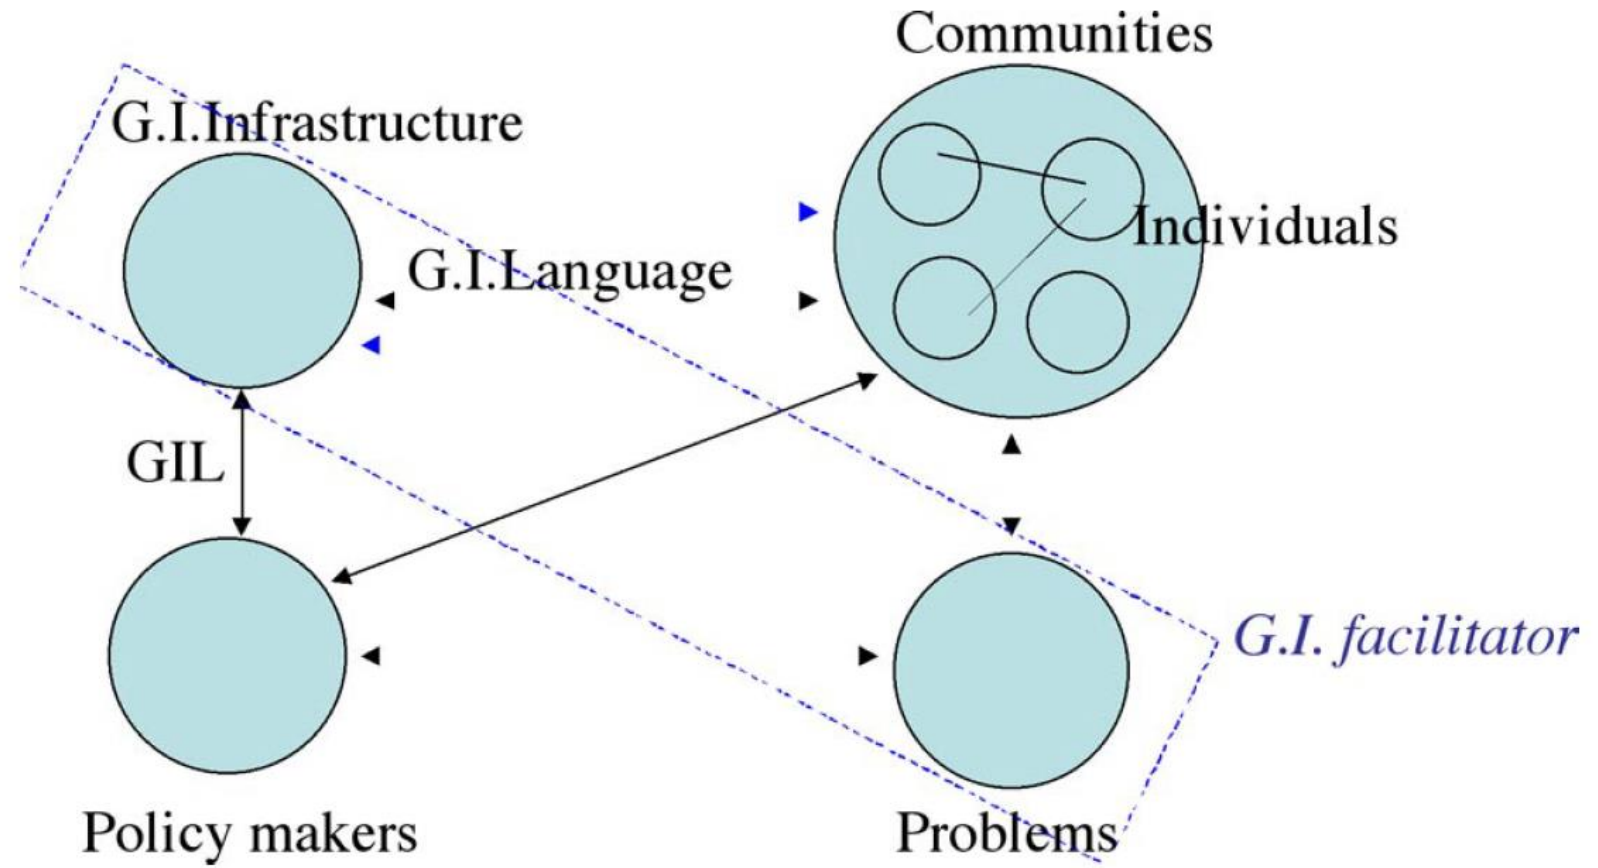 Communities
G.I.Infrastructure
Individuals
G.I.Language
GIL
G.I. facilitator
Policy makers
Problems